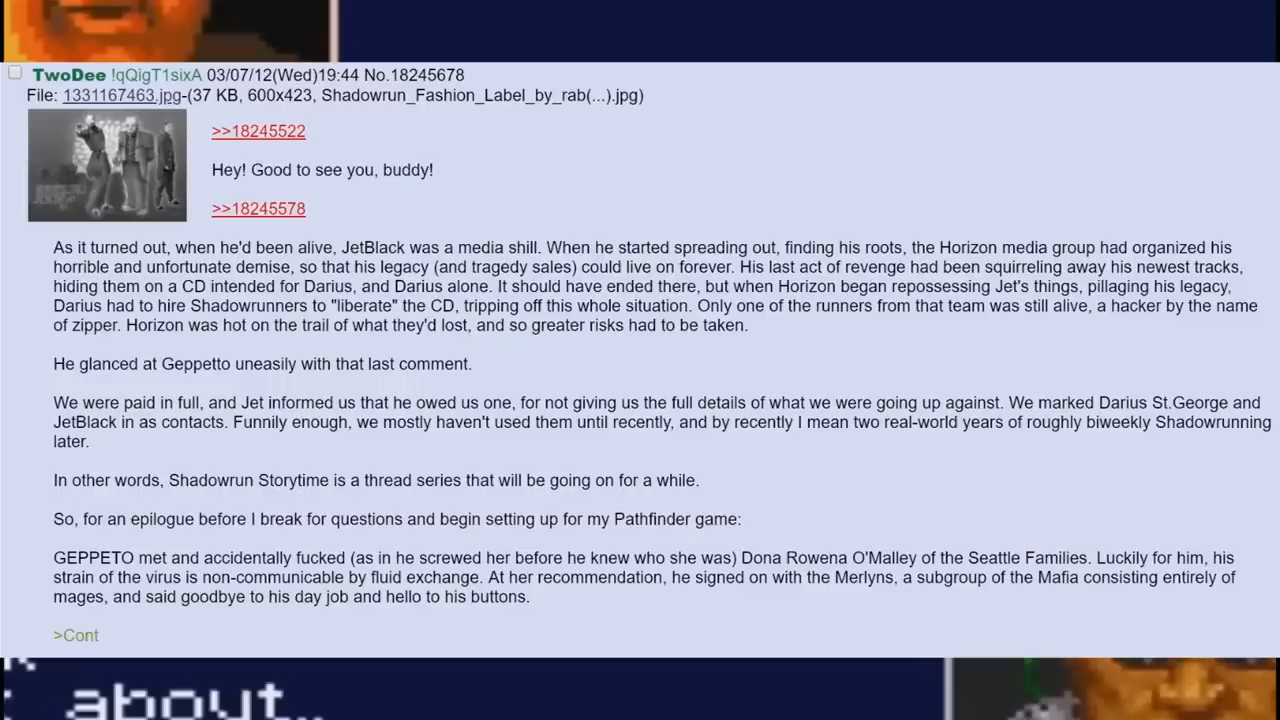 TwoDee !qQigT1sixA 03/07/12(Wed)19:44 No.18245678
File: 1331167463.jpg-(37 KB, 600x423, Shadowrun_Fashion_Label_by_rab(...).jpg)
>>18245522
Hey! Good to see you, buddy!
>>18245578
As it turned out, when he'd been alive, JetBlack was a media shill. When he started spreading out, finding his roots, the Horizon media group had organized his
horrible and unfortunate demise, so that his legacy (and tragedy sales) could live on forever. His last act of revenge had been squirreling away his newest tracks,
hiding them on a CD intended for Darius, and Darius alone. It should have ended there, but when Horizon began repossessing Jet's things, pillaging his legacy,
Darius had to hire Shadowrunners to "liberate" the CD, tripping off this whole situation. Only one of the runners from that team was still alive, a hacker by the name
of zipper. Horizon was hot on the trail of what they'd lost, and so greater risks had to be taken.
He glanced at Geppetto uneasily with that last comment.
We were paid in full, and Jet informed us that he owed us one, for not giving us the full details of what we were going up against. We marked Darius St.George and
JetBlack in as contacts. Funnily enough, we mostly haven't used them until recently, and by recently I mean two real-world years of roughly biweekly Shadowrunning
later.
In other words, Shadowrun Storytime is a thread series that will be going on for a while.
So, for an epilogue before I break for questions and begin setting up for my Pathfinder game:
GEPPETO met and accidentally fucked (as in he screwed her before he knew who she was) Dona Rowena O'Malley of the Seattle Families. Luckily for him, his
strain of the virus is non-communicable by fluid exchange. At her recommendation, he signed on with the Merlyns, a subgroup of the Mafia consisting entirely of
mages, and said goodbye to his day job and hello to his buttons.
>Cont
about..